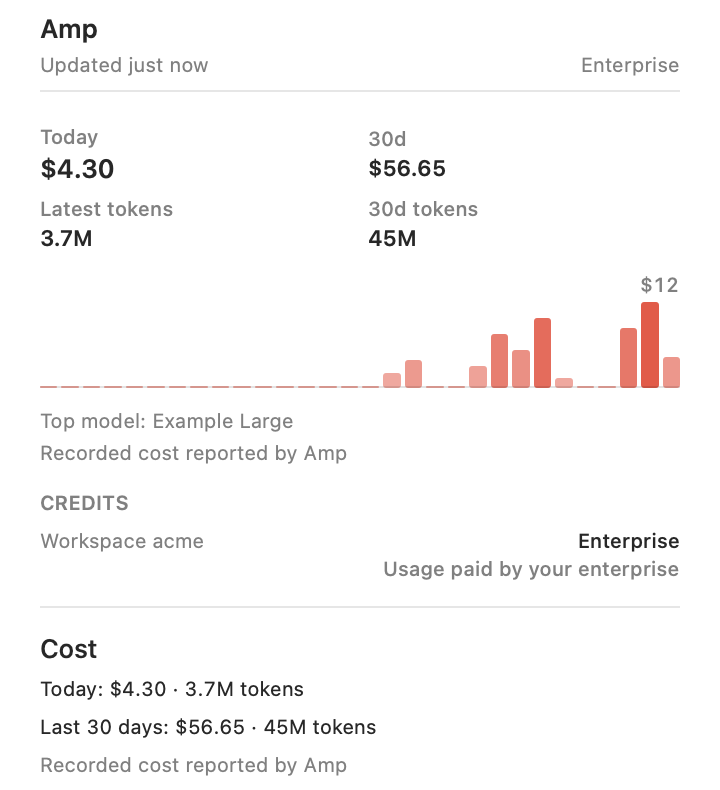 Amp
Updated just now
Enterprise
Today
30d
$4.30
$56.65
Latest tokens
30d tokens
3.7M
45M
$12
Top model: Example Large
Recorded cost reported by Amp
CREDITS
Workspace acme
Enterprise
Usage paid by your enterprise
Cost
Today: $4.30 · 3.7M tokens
Last 30 days: $56.65 · 45M tokens
Recorded cost reported by Amp